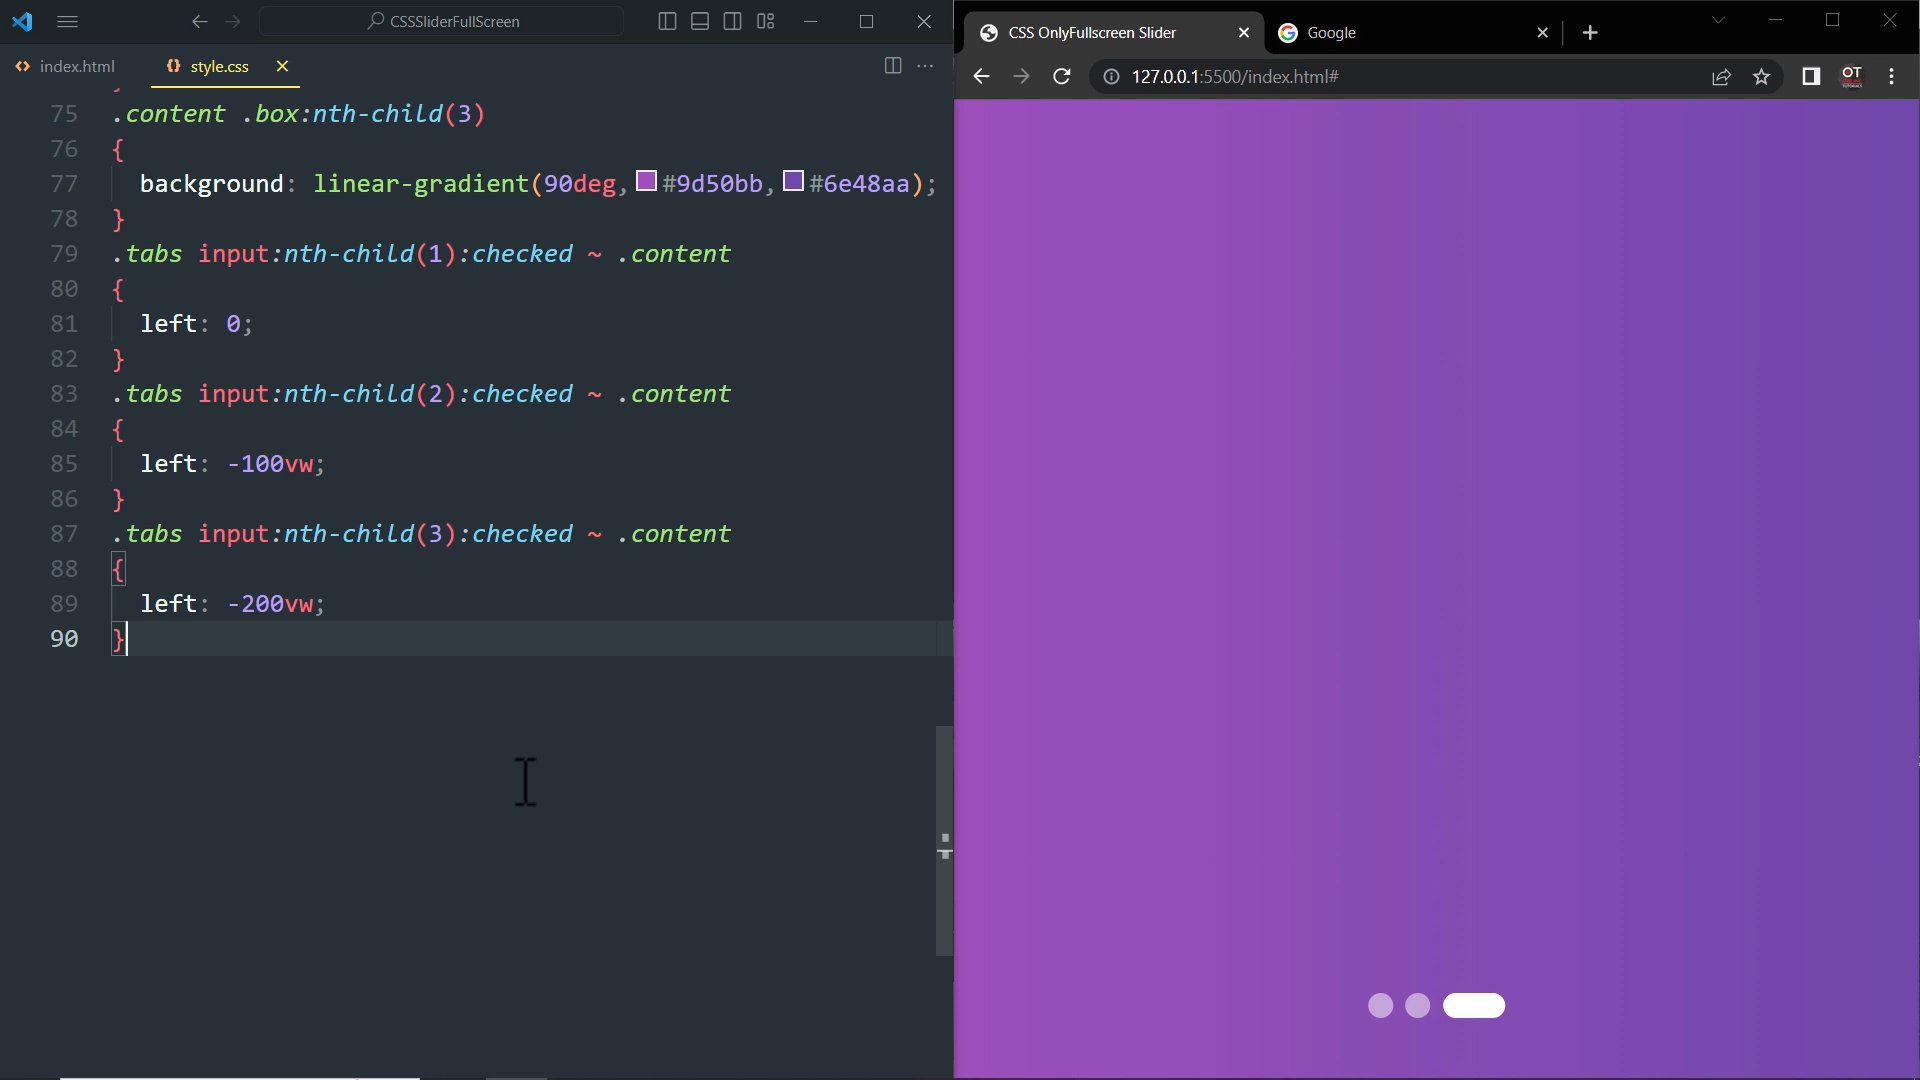 CSSSliderFullScreen
index.html
{} style.css
75 .content .box:nth-child(3)
76 {
77 background: linear-gradient(90deg, #9d50bb, #6e48aa);
78 }
79 .tabs input:nth-child(1):checked ~ .content
80 {
81 left: 0;
82 }
83 .tabs input:nth-child(2):checked ~ .content
84 {
85 left: -100vw;
86 }
87 .tabs input:nth-child(3):checked ~ .content
88 {
89 left: -200vw;
90 }
CSS OnlyFullscreen Slider
Google
127.0.0.1:5500/index.html#
OT